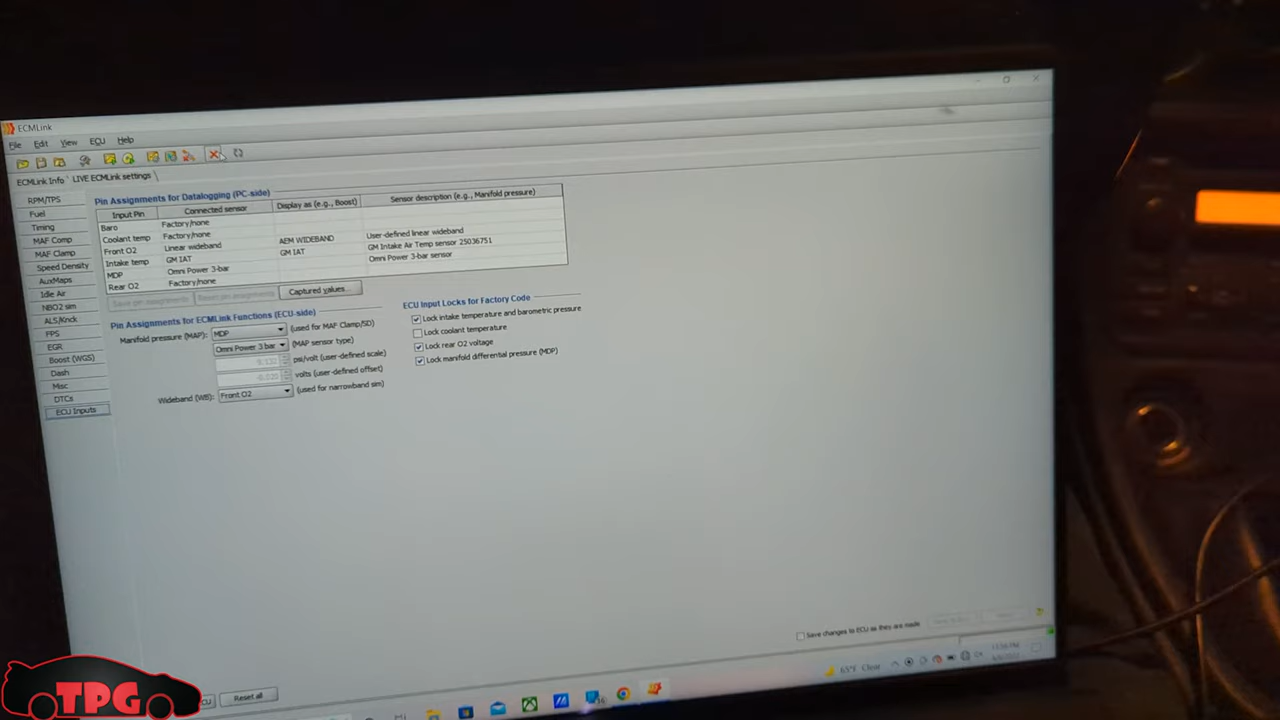 ECMLink
File Edit View ECU Help
ECMLink Info LIVE ECMLink settings
RPM/TPS
Fuel
Timing
MAF Comp
MAF Clamp
Speed Density
AuxMaps
Idle Air
NBO2 sim
ALS/Knck
FPS
EGR
Boost (WGS)
Dash
Misc
DTCs
ECU Inputs
Pin Assignments for Datalogging (PC-side)
Input Pin Connected sensor Display as (e.g., Boost) Sensor description (e.g., Manifold pressure)
Baro Factory/none
Coolant temp Factory/none
Front O2 Linear wideband AEM WIDEBAND User-defined linear wideband
Intake temp GM IAT GM IAT GM Intake Air Temp sensor 25036751
MDP Omni Power 3-bar Omni Power 3-bar sensor
Rear O2 Factory/none
Save pin assignments Reset pin assignments Captured values...
Pin Assignments for ECMLink Functions (ECU-side)
Manifold pressure (MAP): MDP (used for MAF Clamp/SD)
Omni Power 3 bar (MAP sensor type)
psi/volt (user-defined scale)
volts (user-defined offset)
Wideband (WB): Front O2 (used for narrowband sim)
ECU Input Locks for Factory Code
Lock intake temperature and barometric pressure
Lock coolant temperature
Lock rear O2 voltage
Lock manifold differential pressure (MDP)
Save changes to ECU as they are made
CU Reset all
65°F Clear
TPG